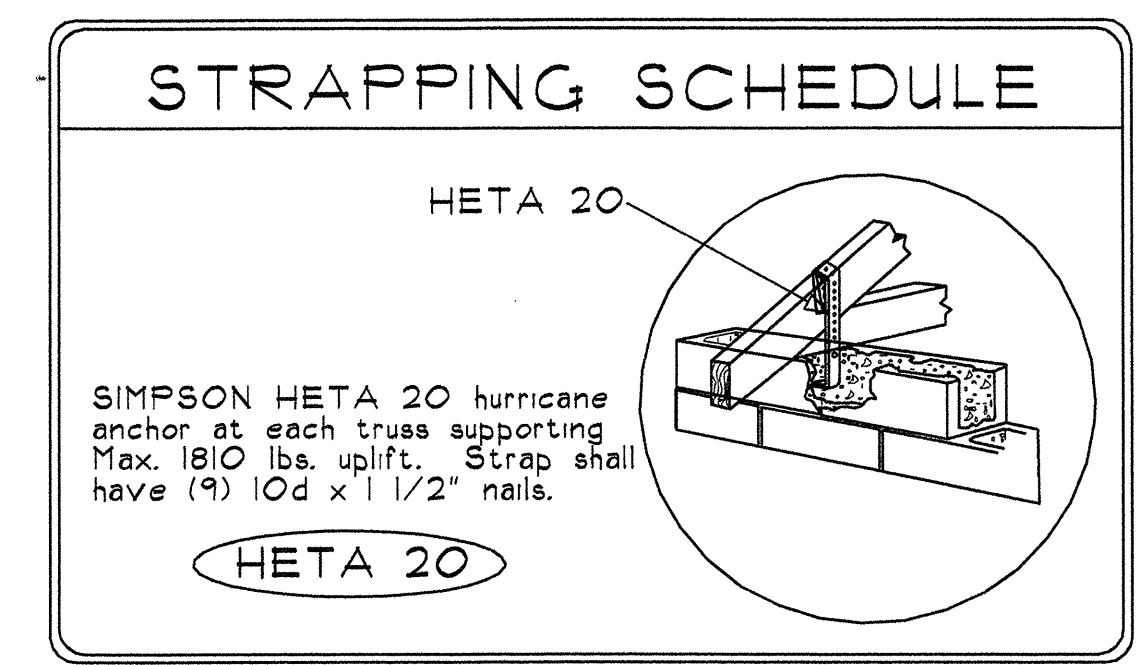 STRAPPING SCHEDULE
HETA 20
SIMPSON HETA 20 hurricane
anchor at each truss supporting
Max. 1810 lbs. uplift. Strap shall
have (9) 10d x 1 1/2" nails.
HETA 20